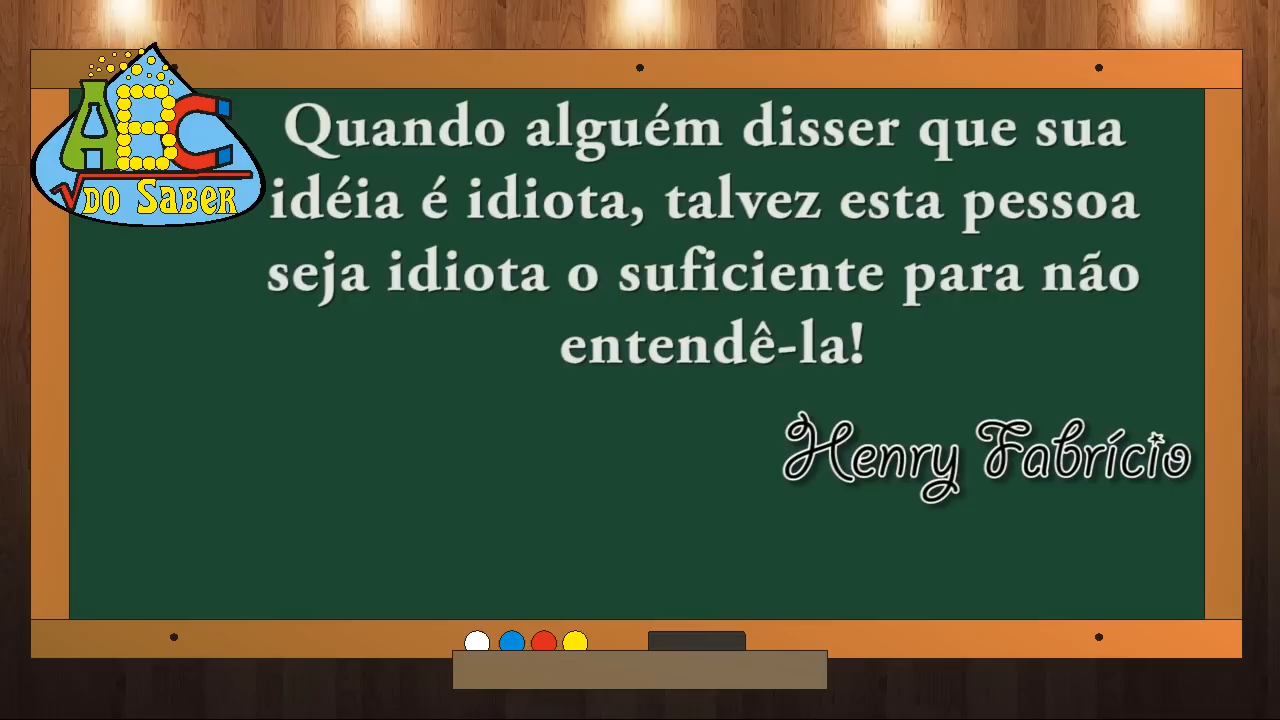 ABC
DO SABER
Quando alguém disser que sua
idéia é idiota, talvez esta pessoa
seja idiota o suficiente para não
entendê-la!
Henry Fabrício